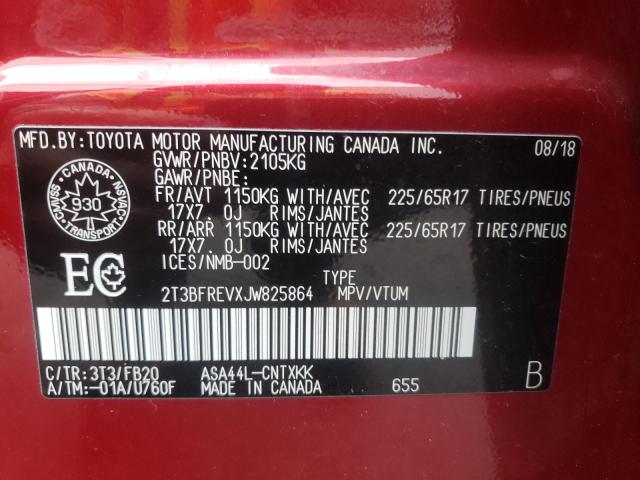 MFD.BY:TOYOTA MOTOR MANUFACTURING CANADA INC. 08/18
GVWR/PNBV:2105KG
GAWR/PNBE:
FR/AVT 1150KG WITH/AVEC 225/65R17 TIRES/PNEUS
17X7.0J RIMS/JANTES
RR/ARR 1150KG WITH/AVEC 225/65R17 TIRES/PNEUS
17X7.0J RIMS/JANTES
ICES/NMB-002
CANADA
CMVSS NSVAC
930
TRANSPORT
EC
TYPE
2T3BFREVXJW825864 MPV/VTUM
C/TR:3T3/FB20 ASA44L-CNTXKK
A/TM:-01A/U760F MADE IN CANADA 655 B